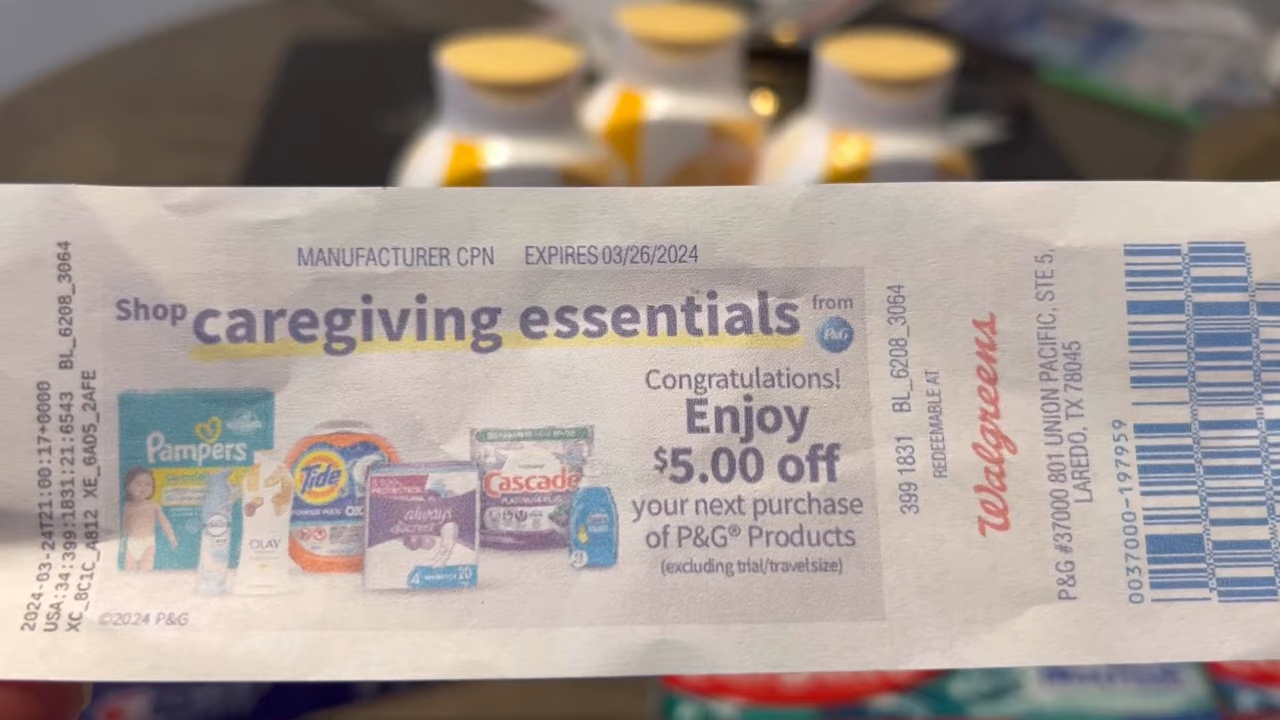 MANUFACTURER CPN EXPIRES 03/26/2024
Shop caregiving essentials from
P&G
Congratulations!
Enjoy
$5.00 off
your next purchase
of P&G® Products
(excluding trial/travel size)
Pampers
Tide
OLAY
always
discreet
Cascade
PLATINUM PLUS
©2024 P&G
2024-03-24T21:00:17+0000
USA:34:399:1831:21:6543 BL_6208_3064
XC_8C1C_A812 XE_6A05_2AFE
399 1831 BL_6208_3064
REDEEMABLE AT
Walgreens
P&G #37000 801 UNION PACIFIC, STE 5,
LAREDO, TX 78045
0037000-197959